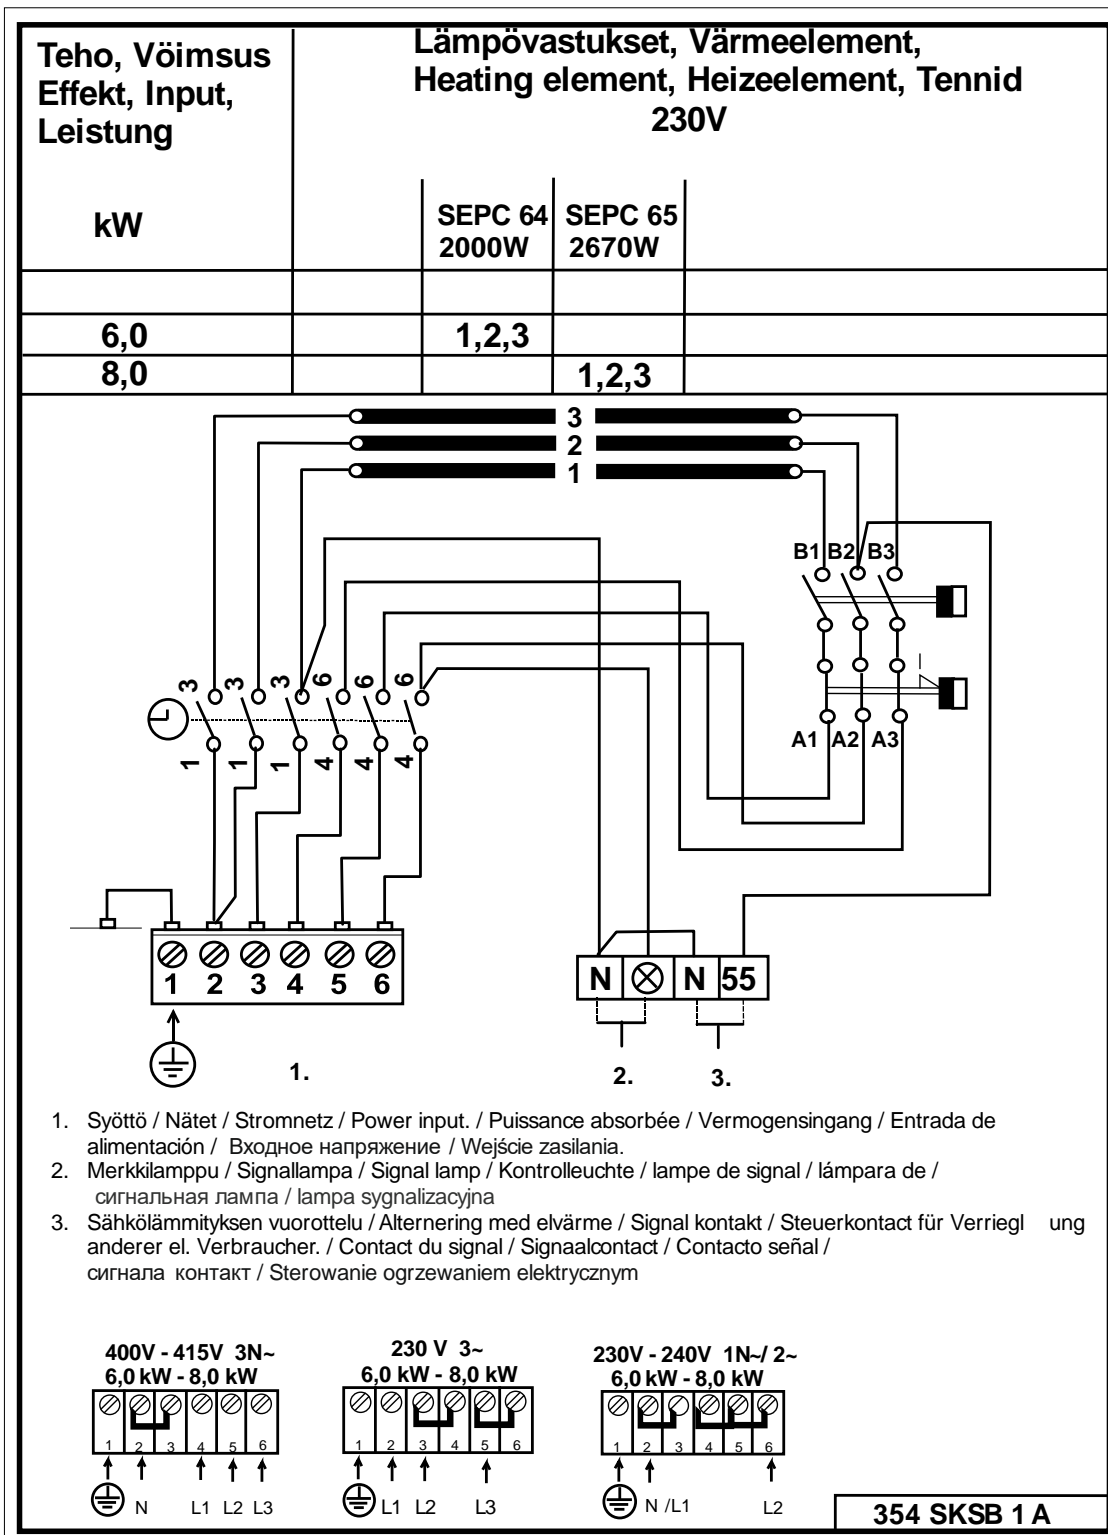 Teho, Vöimsus
Effekt, Input,
Leistung
Lämpövastukset, Värmeelement,
Heating element, Heizeelement, Tennid
230V
kW
SEPC 64
2000W
SEPC 65
2670W
6,0
1,2,3
8,0
1,2,3
3
2
1
B1 B2 B3
3 3 3 6 6 6
A1 A2 A3
1 1 1 4 4 4
1 2 3 4 5 6
N N 55
1. 2. 3.
1. Syöttö / Nätet / Stromnetz / Power input. / Puissance absorbée / Vermogensingang / Entrada de
alimentación / Входное напряжение / Wejście zasilania.
2. Merkkilamppu / Signallampa / Signal lamp / Kontrolleuchte / lampe de signal / lámpara de /
сигнальная лампа / lampa sygnalizacyjna
3. Sähkölämmityksen vuorottelu / Alternering med elvärme / Signal kontakt / Steuerkontact für Verriegl ung
anderer el. Verbraucher. / Contact du signal / Signaalcontact / Contacto señal /
сигнала контакт / Sterowanie ogrzewaniem elektrycznym
400V - 415V 3N~
6,0 kW - 8,0 kW
1 2 3 4 5 6
N L1 L2 L3
230 V 3~
6,0 kW - 8,0 kW
1 2 3 4 5 6
L1 L2 L3
230V - 240V 1N~/ 2~
6,0 kW - 8,0 kW
1 2 3 4 5 6
N /L1 L2
354 SKSB 1 A